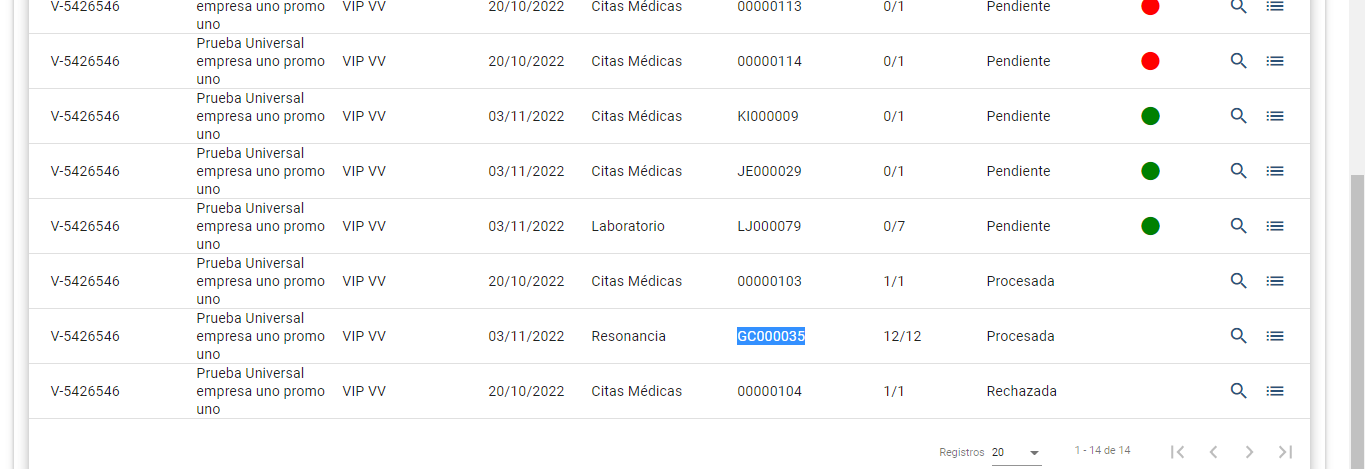 V-5426546 empresa uno promo uno VIP VV 20/10/2022 Citas Médicas 00000113 0/1 Pendiente
V-5426546 Prueba Universal empresa uno promo uno VIP VV 20/10/2022 Citas Médicas 00000114 0/1 Pendiente
V-5426546 Prueba Universal empresa uno promo uno VIP VV 03/11/2022 Citas Médicas KI000009 0/1 Pendiente
V-5426546 Prueba Universal empresa uno promo uno VIP VV 03/11/2022 Citas Médicas JE000029 0/1 Pendiente
V-5426546 Prueba Universal empresa uno promo uno VIP VV 03/11/2022 Laboratorio LJ000079 0/7 Pendiente
V-5426546 Prueba Universal empresa uno promo uno VIP VV 20/10/2022 Citas Médicas 00000103 1/1 Procesada
V-5426546 Prueba Universal empresa uno promo uno VIP VV 03/11/2022 Resonancia GC000035 12/12 Procesada
V-5426546 Prueba Universal empresa uno promo uno VIP VV 20/10/2022 Citas Médicas 00000104 1/1 Rechazada
Registros 20 1 - 14 de 14